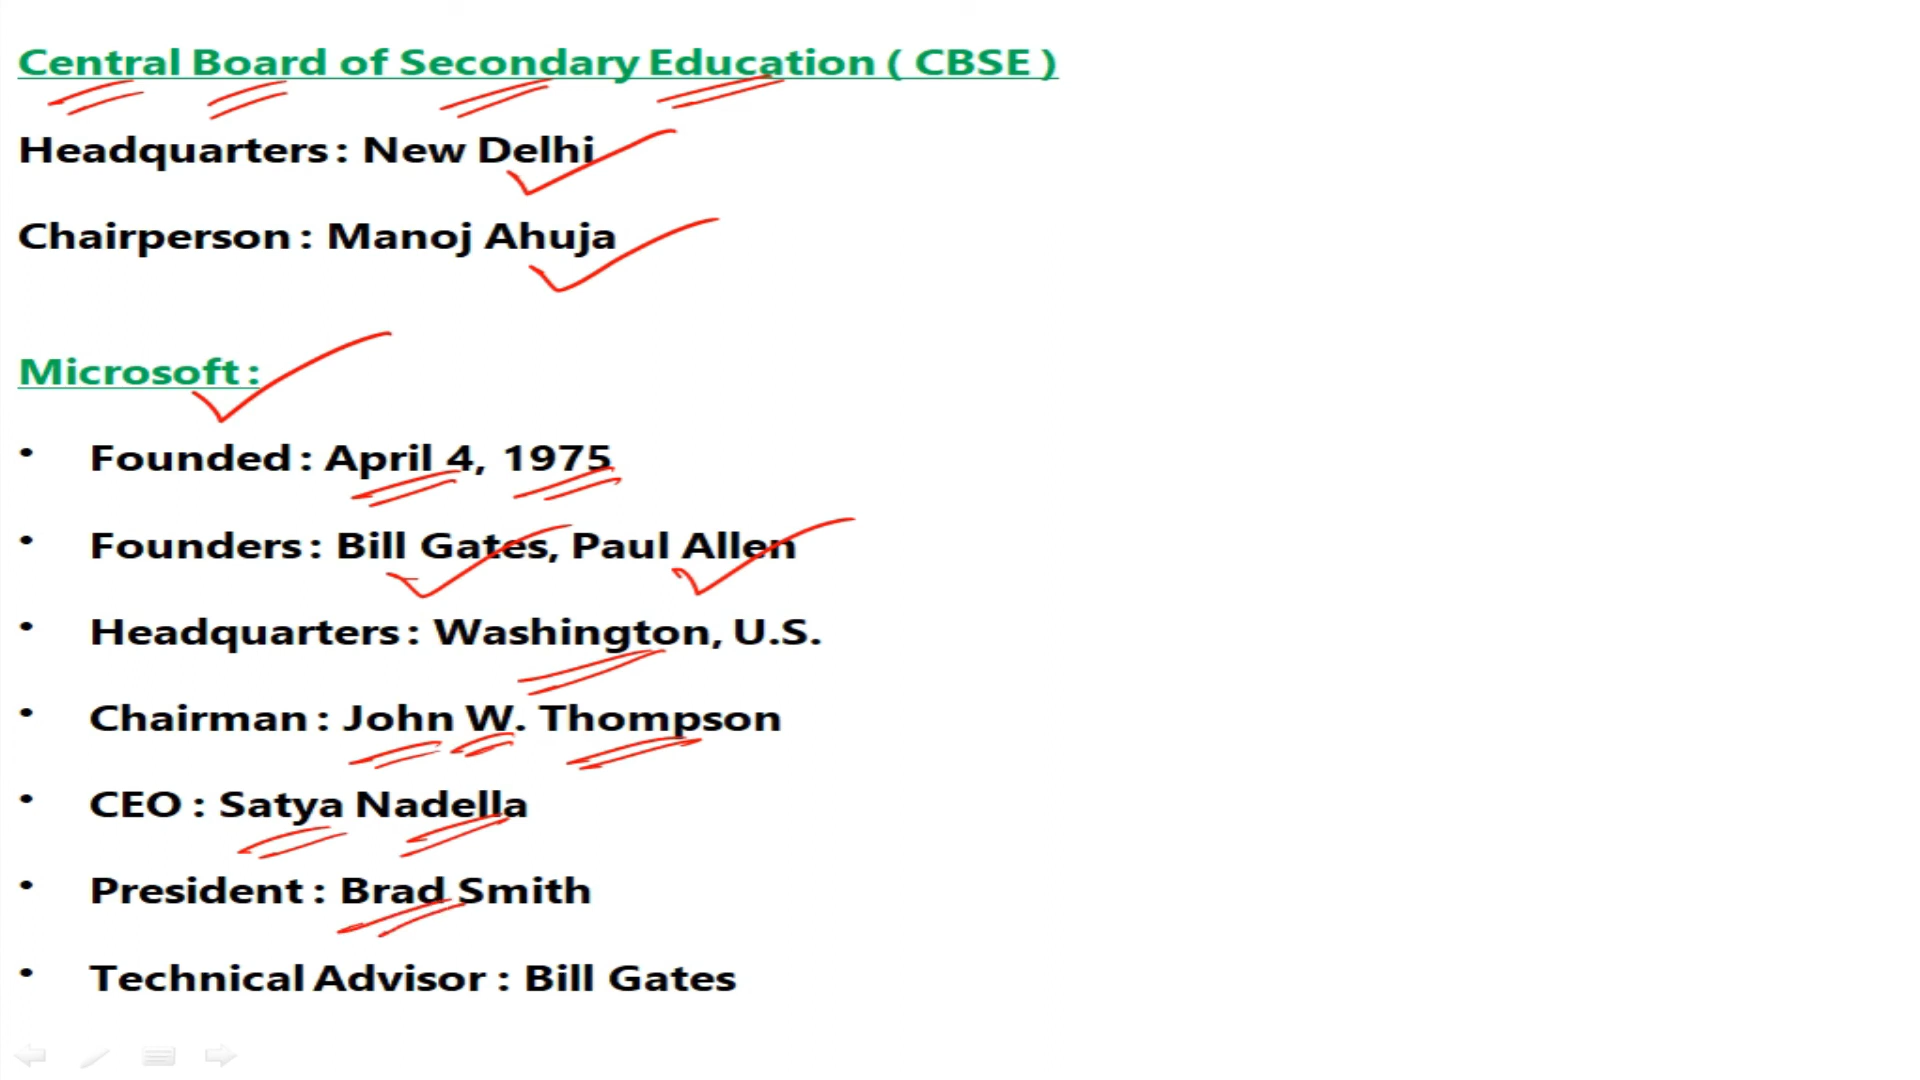 Central Board of Secondary Education ( CBSE )
Headquarters : New Delhi
Chairperson : Manoj Ahuja
Microsoft :
• Founded : April 4, 1975
• Founders : Bill Gates, Paul Allen
• Headquarters : Washington, U.S.
• Chairman : John W. Thompson
• CEO : Satya Nadella
• President : Brad Smith
• Technical Advisor : Bill Gates